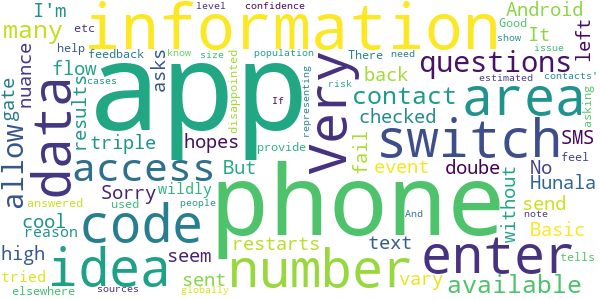 I'm level confidence information Android
many etc help feedback asks app very Good left It show
nuance flow know size population There need issue
data results cases disappointed If questions back
gate triple risk estimated contacts' area asking
allow hopes representing contact checked
access But provide fail switch SMS
Sorry wildly phone event very without No feel
cool reason answered used people Hunala
code And text enter send Basic
high seem restarts vary note
tried idea sent number available tells
elsewhere sources globally doube